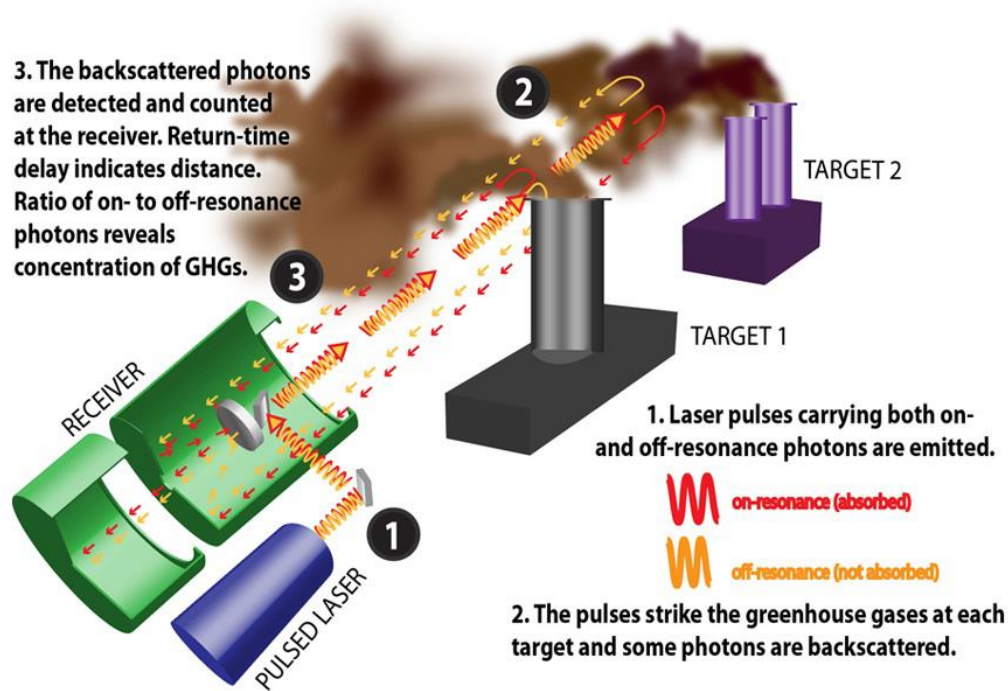 3. The backscattered photons
are detected and counted
at the receiver. Return-time
delay indicates distance.
Ratio of on- to off-resonance
photons reveals
concentration of GHGs.
2
TARGET 2
3
TARGET 1
RECEIVER
1. Laser pulses carrying both on-
and off-resonance photons are emitted.
on-resonance (absorbed)
1
off-resonance (not absorbed)
PULSED LASER
2. The pulses strike the greenhouse gases at each
target and some photons are backscattered.